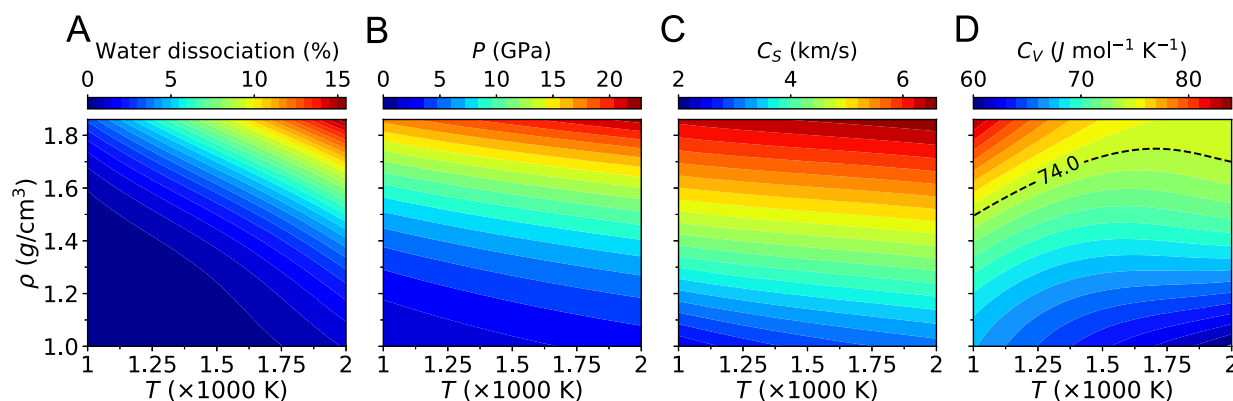 A
Water dissociation (%)
0 5 10 15
B
P (GPa)
0 5 10 15 20
C
C_S (km/s)
2 4 6
D
C_V (J mol⁻¹ K⁻¹)
60 70 80
ρ (g/cm³)
1.8
1.6
1.4
1.2
1.0
74.0
1 1.25 1.5 1.75 2
1 1.25 1.5 1.75 2
1 1.25 1.5 1.75 2
1 1.25 1.5 1.75 2
T (×1000 K)
T (×1000 K)
T (×1000 K)
T (×1000 K)